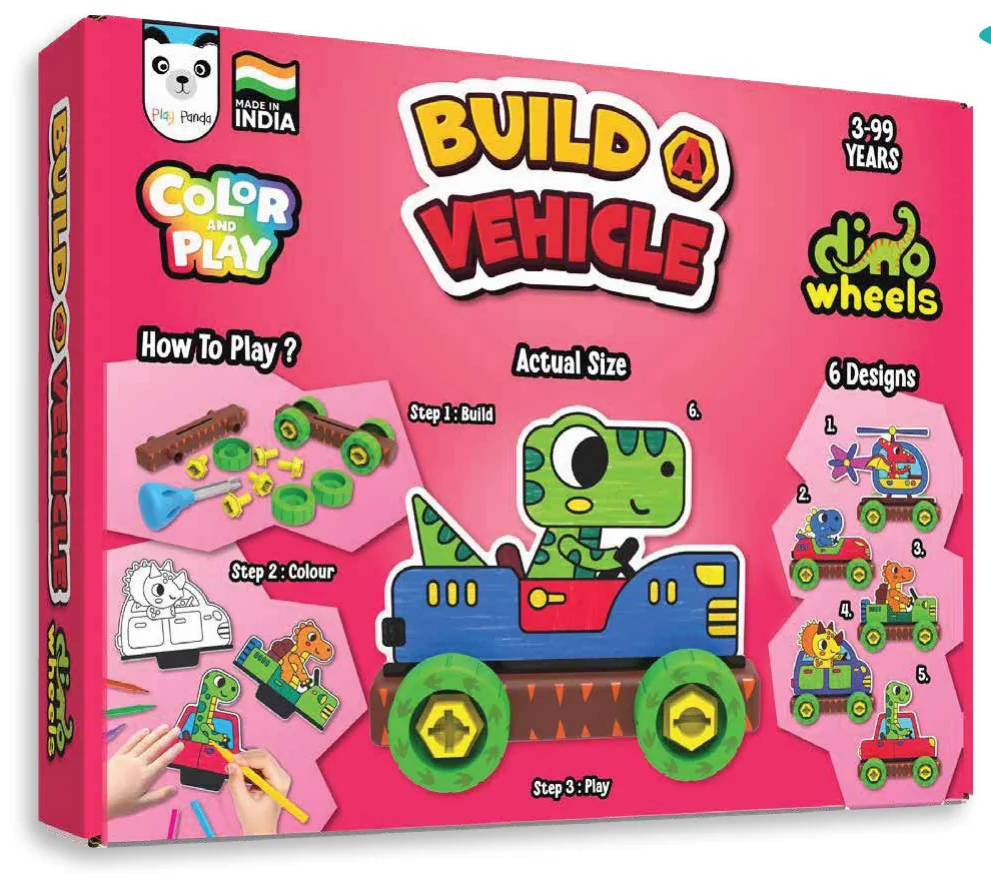 Play Panda
MADE IN
INDIA
COLOR
AND
PLAY
BUILD A
VEHICLE
3-99
YEARS
dino
wheels
How To Play ?
Actual Size
6 Designs
Step 1 : Build
6.
1.
2.
3.
Step 2 : Colour
4.
5.
Step 3 : Play
BUILD A VEHICLE
dino
wheels